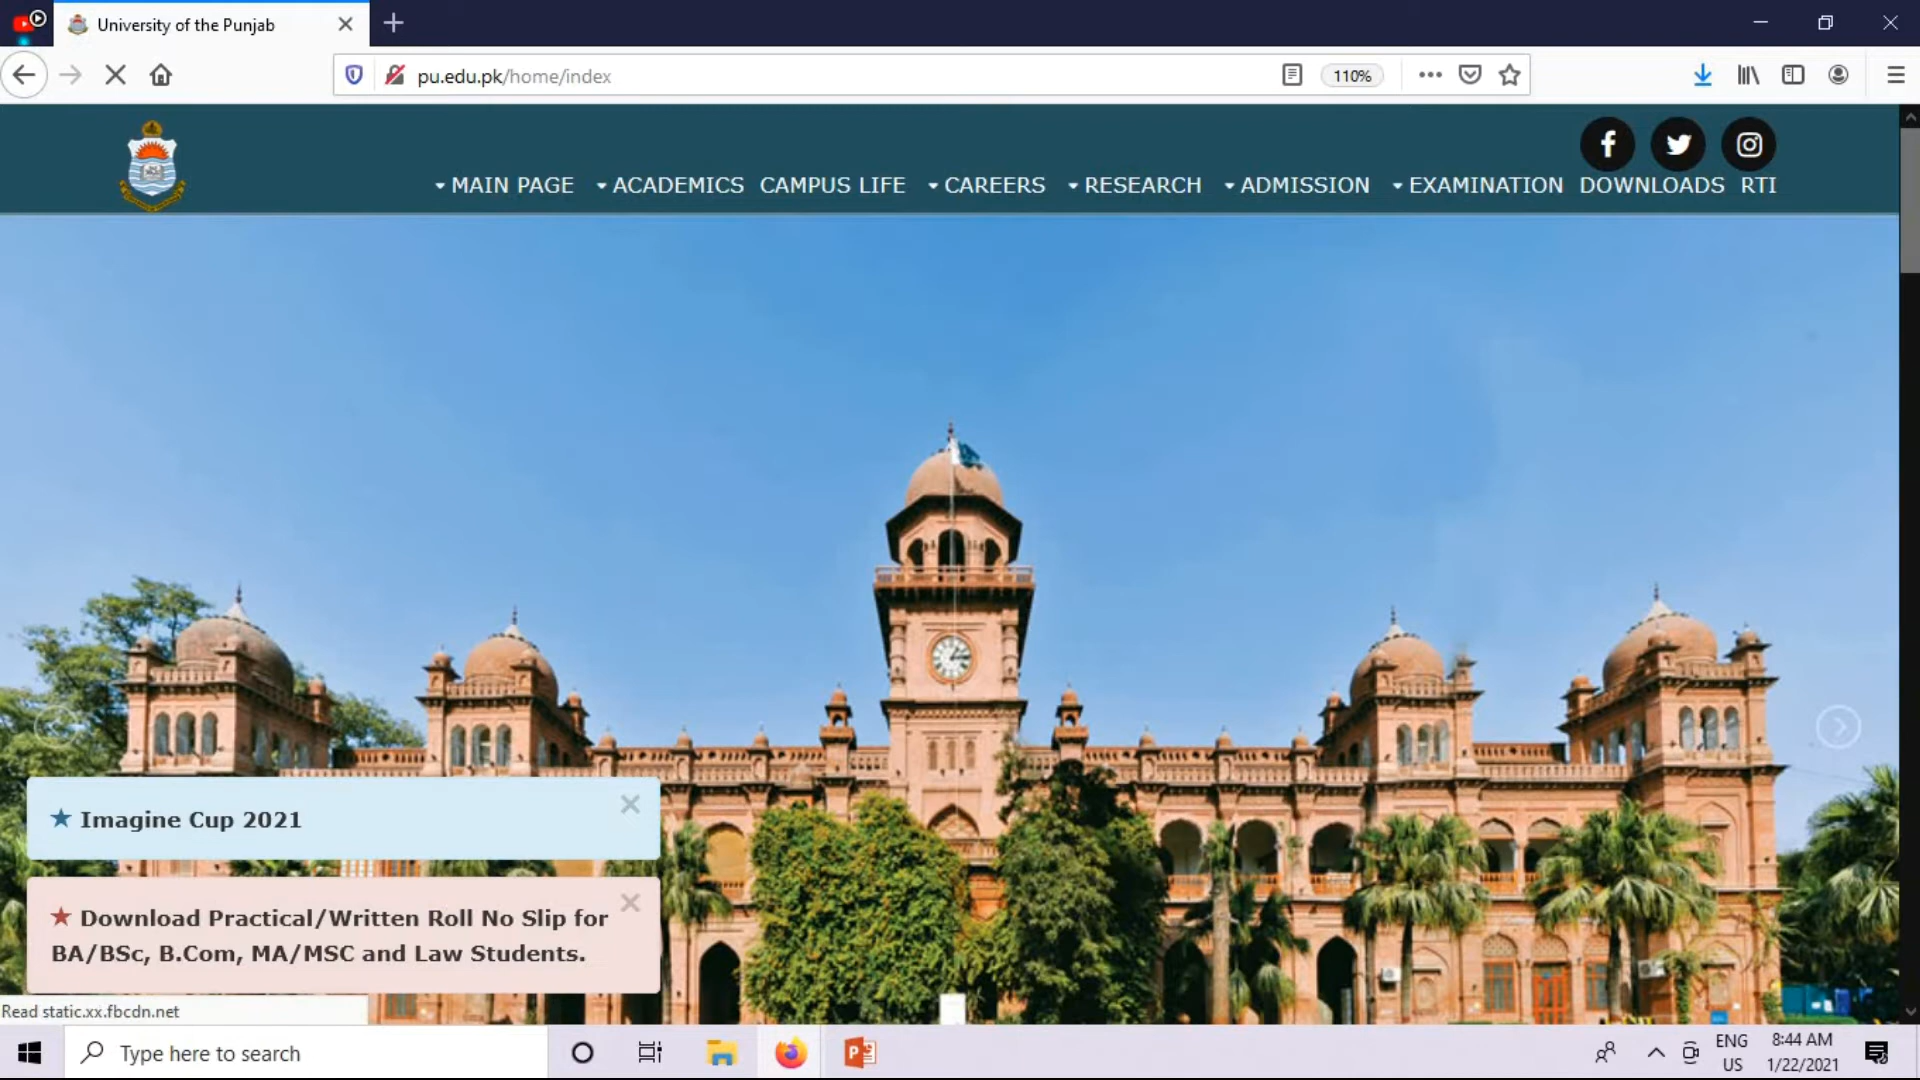 University of the Punjab
pu.edu.pk/home/index
110%
MAIN PAGE ACADEMICS CAMPUS LIFE CAREERS RESEARCH ADMISSION EXAMINATION DOWNLOADS RTI
Imagine Cup 2021
Download Practical/Written Roll No Slip for
BA/BSc, B.Com, MA/MSC and Law Students.
Read static.xx.fbcdn.net
Type here to search
ENG
US
8:44 AM
1/22/2021